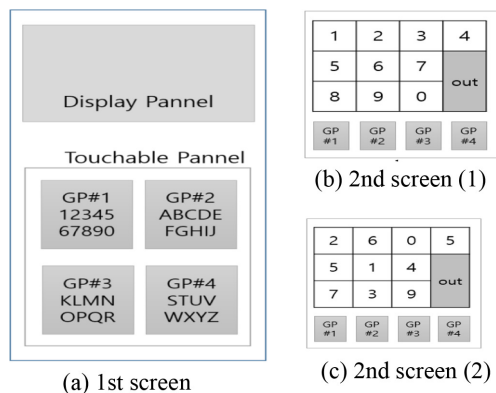 Display Pannel
Touchable Pannel
GP#1
12345
67890
GP#2
ABCDE
FGHIJ
GP#3
KLMN
OPQR
GP#4
STUV
WXYZ
(a) 1st screen
1 2 3 4
5 6 7 out
8 9 0
GP #1 GP #2 GP #3 GP #4
(b) 2nd screen (1)
2 6 0 5
5 1 4 out
7 3 9
GP #1 GP #2 GP #3 GP #4
(c) 2nd screen (2)